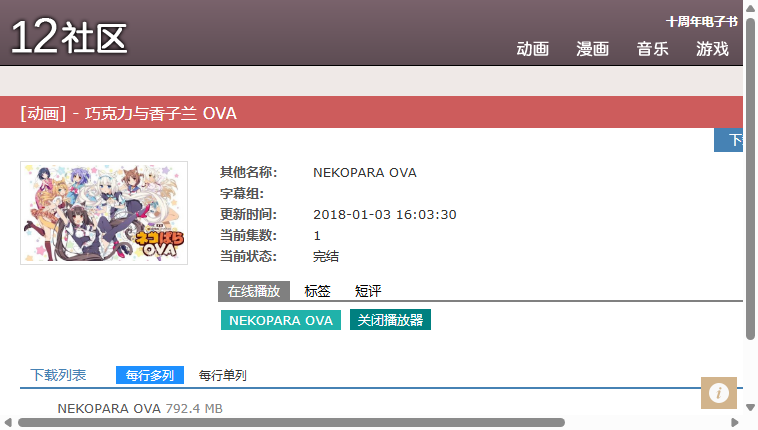 12社区
十周年电子书
动画 漫画 音乐 游戏
[动画] - 巧克力与香子兰 OVA
下
ネコぱら
OVA
其他名称: NEKOPARA OVA
字幕组:
更新时间: 2018-01-03 16:03:30
当前集数: 1
当前状态: 完结
在线播放 标签 短评
NEKOPARA OVA 关闭播放器
下载列表 每行多列 每行单列
NEKOPARA OVA 792.4 MB